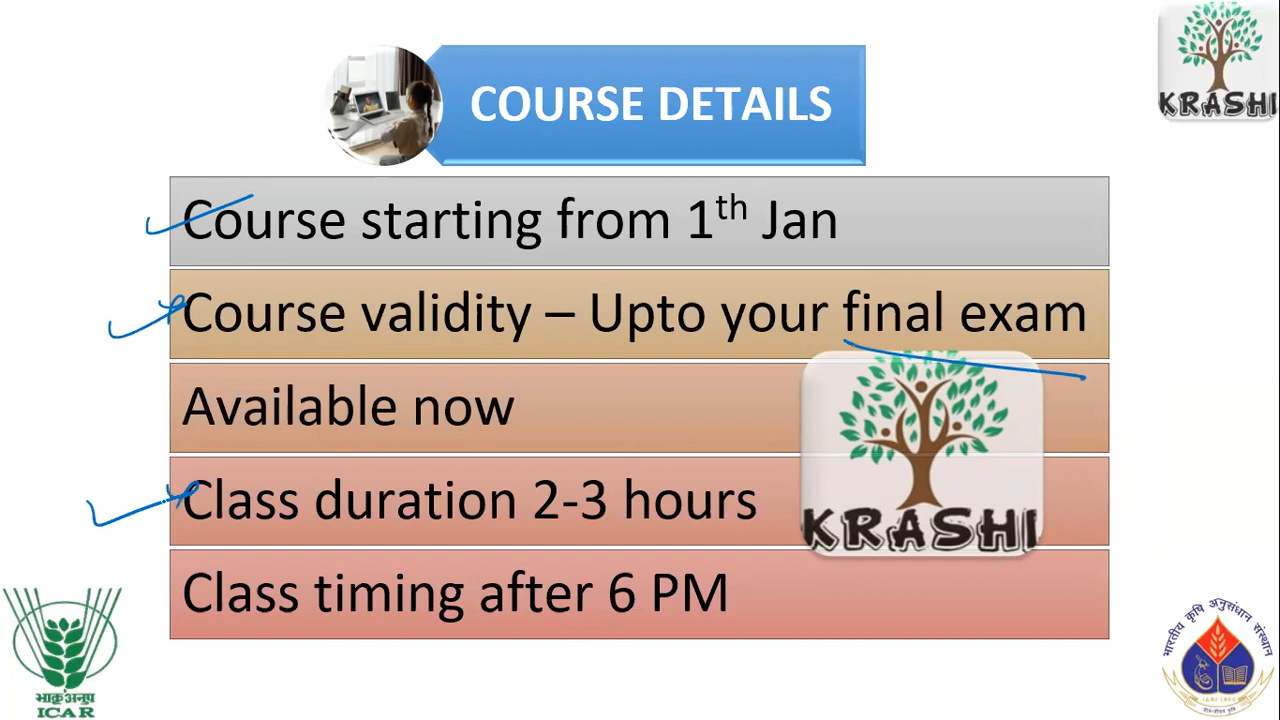 KRASHI
COURSE DETAILS
Course starting from 1th Jan
Course validity – Upto your final exam
Available now
Class duration 2-3 hours
KRASHI
Class timing after 6 PM
भाकृअनुप
ICAR
भारतीय कृषि अनुसंधान संस्थान